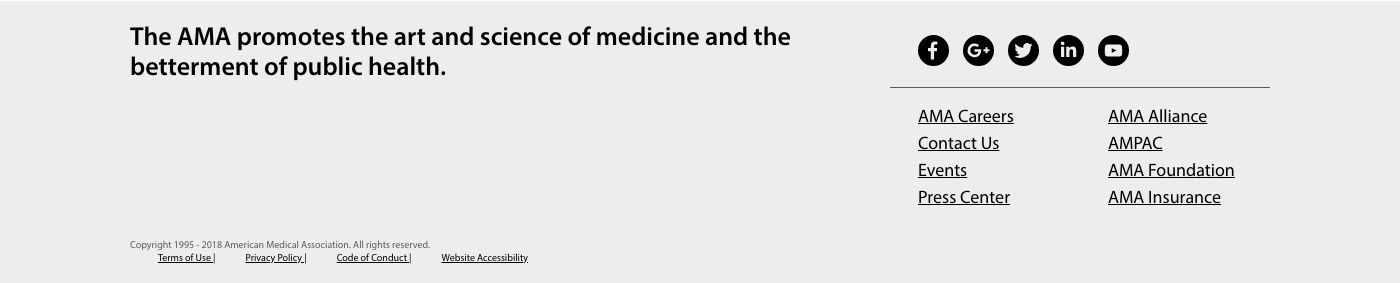 The AMA promotes the art and science of medicine and the
betterment of public health.
AMA Careers
Contact Us
Events
Press Center
AMA Alliance
AMPAC
AMA Foundation
AMA Insurance
Copyright 1995 - 2018 American Medical Association. All rights reserved.
Terms of Use | Privacy Policy | Code of Conduct | Website Accessibility